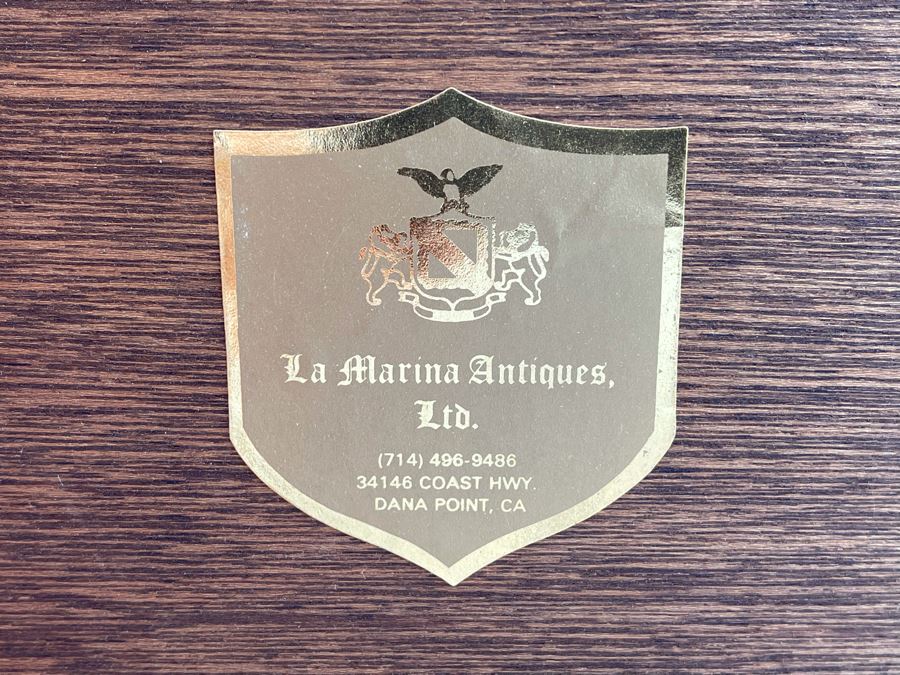 La Marina Antiques,
Ltd.
(714) 496-9486
34146 COAST HWY.
DANA POINT, CA